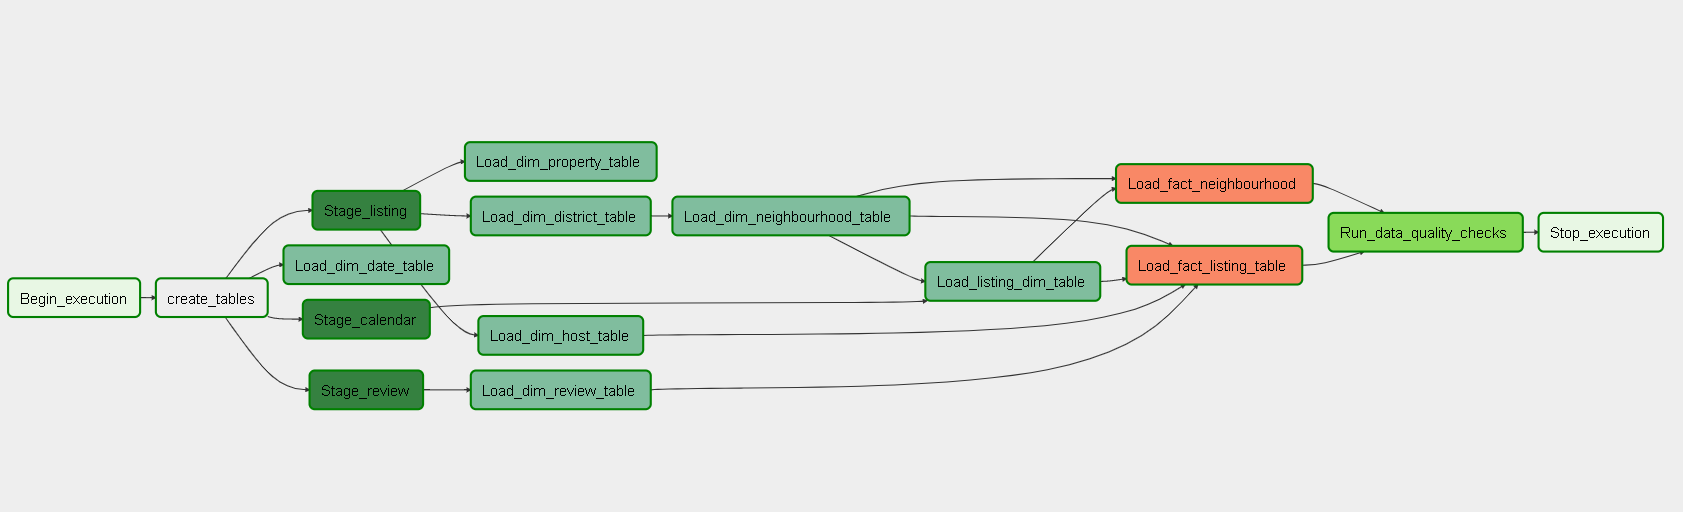 Begin_execution
create_tables
Stage_listing
Load_dim_date_table
Stage_calendar
Stage_review
Load_dim_property_table
Load_dim_district_table
Load_dim_host_table
Load_dim_review_table
Load_dim_neighbourhood_table
Load_listing_dim_table
Load_fact_neighbourhood
Load_fact_listing_table
Run_data_quality_checks
Stop_execution